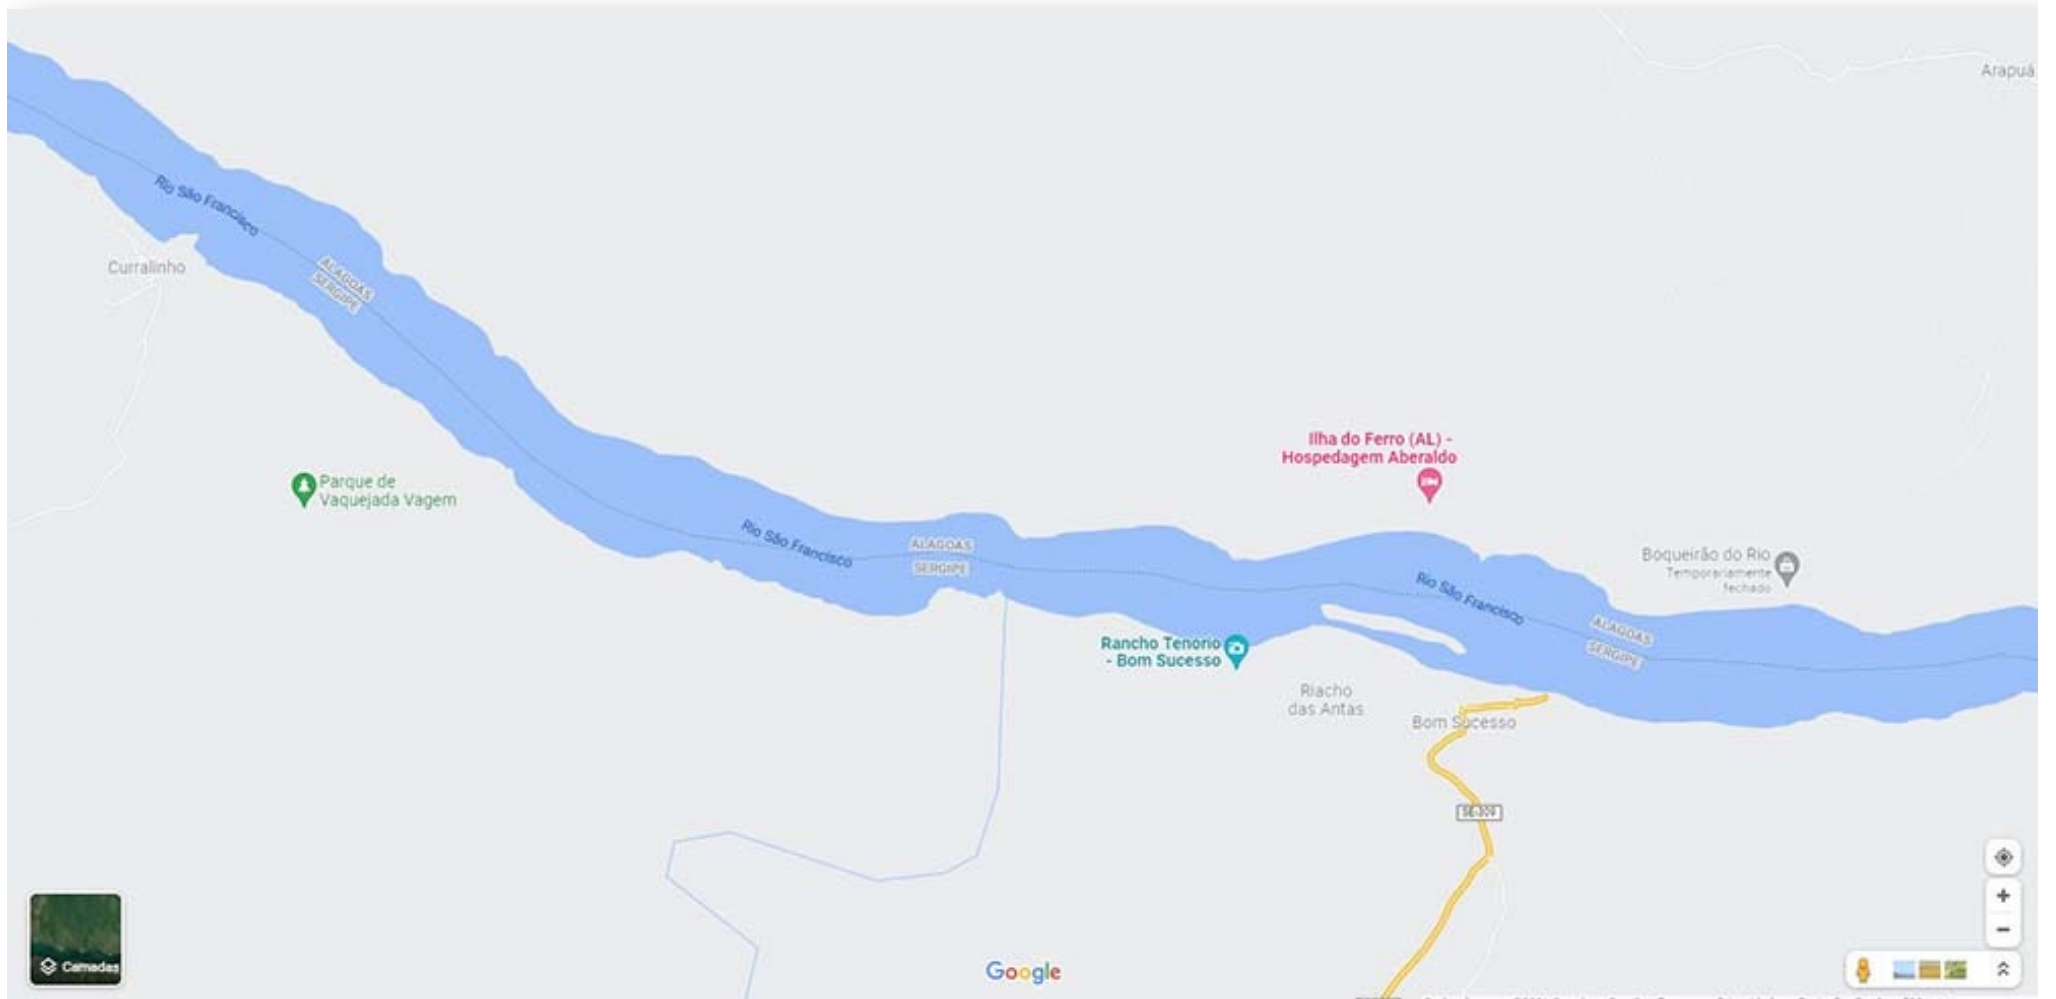 Arapuá
Rio São Francisco
Curralinho
ALAGOAS
SERGIPE
Ilha do Ferro (AL) -
Hospedagem Aberaldo
Parque de
Vaquejada Vagem
Rio São Francisco
ALAGOAS
SERGIPE
Boqueirão do Rio
Temporariamente
fechado
Rio São Francisco
ALAGOAS
SERGIPE
Rancho Tenorio
- Bom Sucesso
Riacho
das Antas
Bom Sucesso
SE-309
Camadas
Google